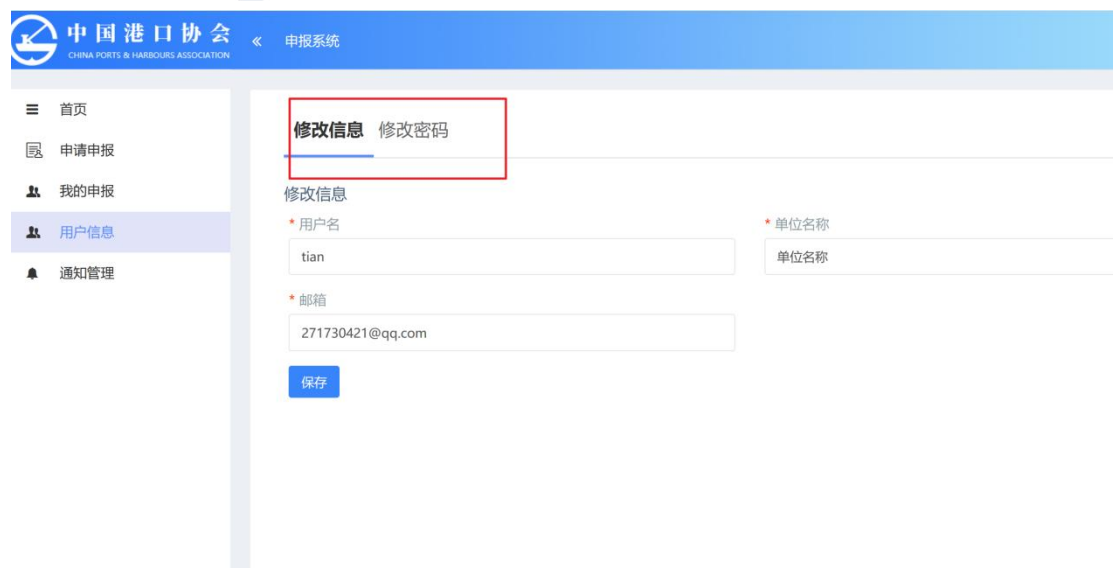 中国港口协会
CHINA PORTS & HARBOURS ASSOCIATION
« 申报系统
首页
申请申报
我的申报
用户信息
通知管理
修改信息 修改密码
修改信息
* 用户名
tian
* 单位名称
单位名称
* 邮箱
271730421@qq.com
保存